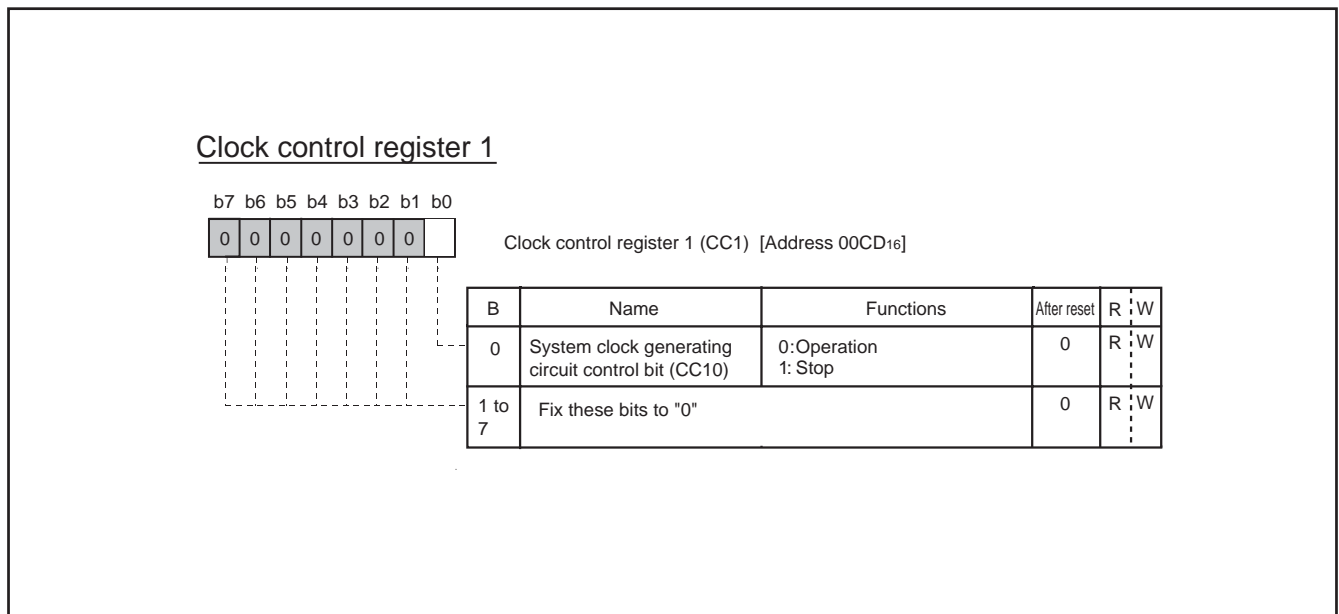 Clock control register 1
b7 b6 b5 b4 b3 b2 b1 b0
0 0 0 0 0 0 0
Clock control register 1 (CC1) [Address 00CD16]
B Name Functions After reset R W
0 System clock generating 0:Operation 0 R W
circuit control bit (CC10) 1: Stop
1 to Fix these bits to "0" 0 R W
7